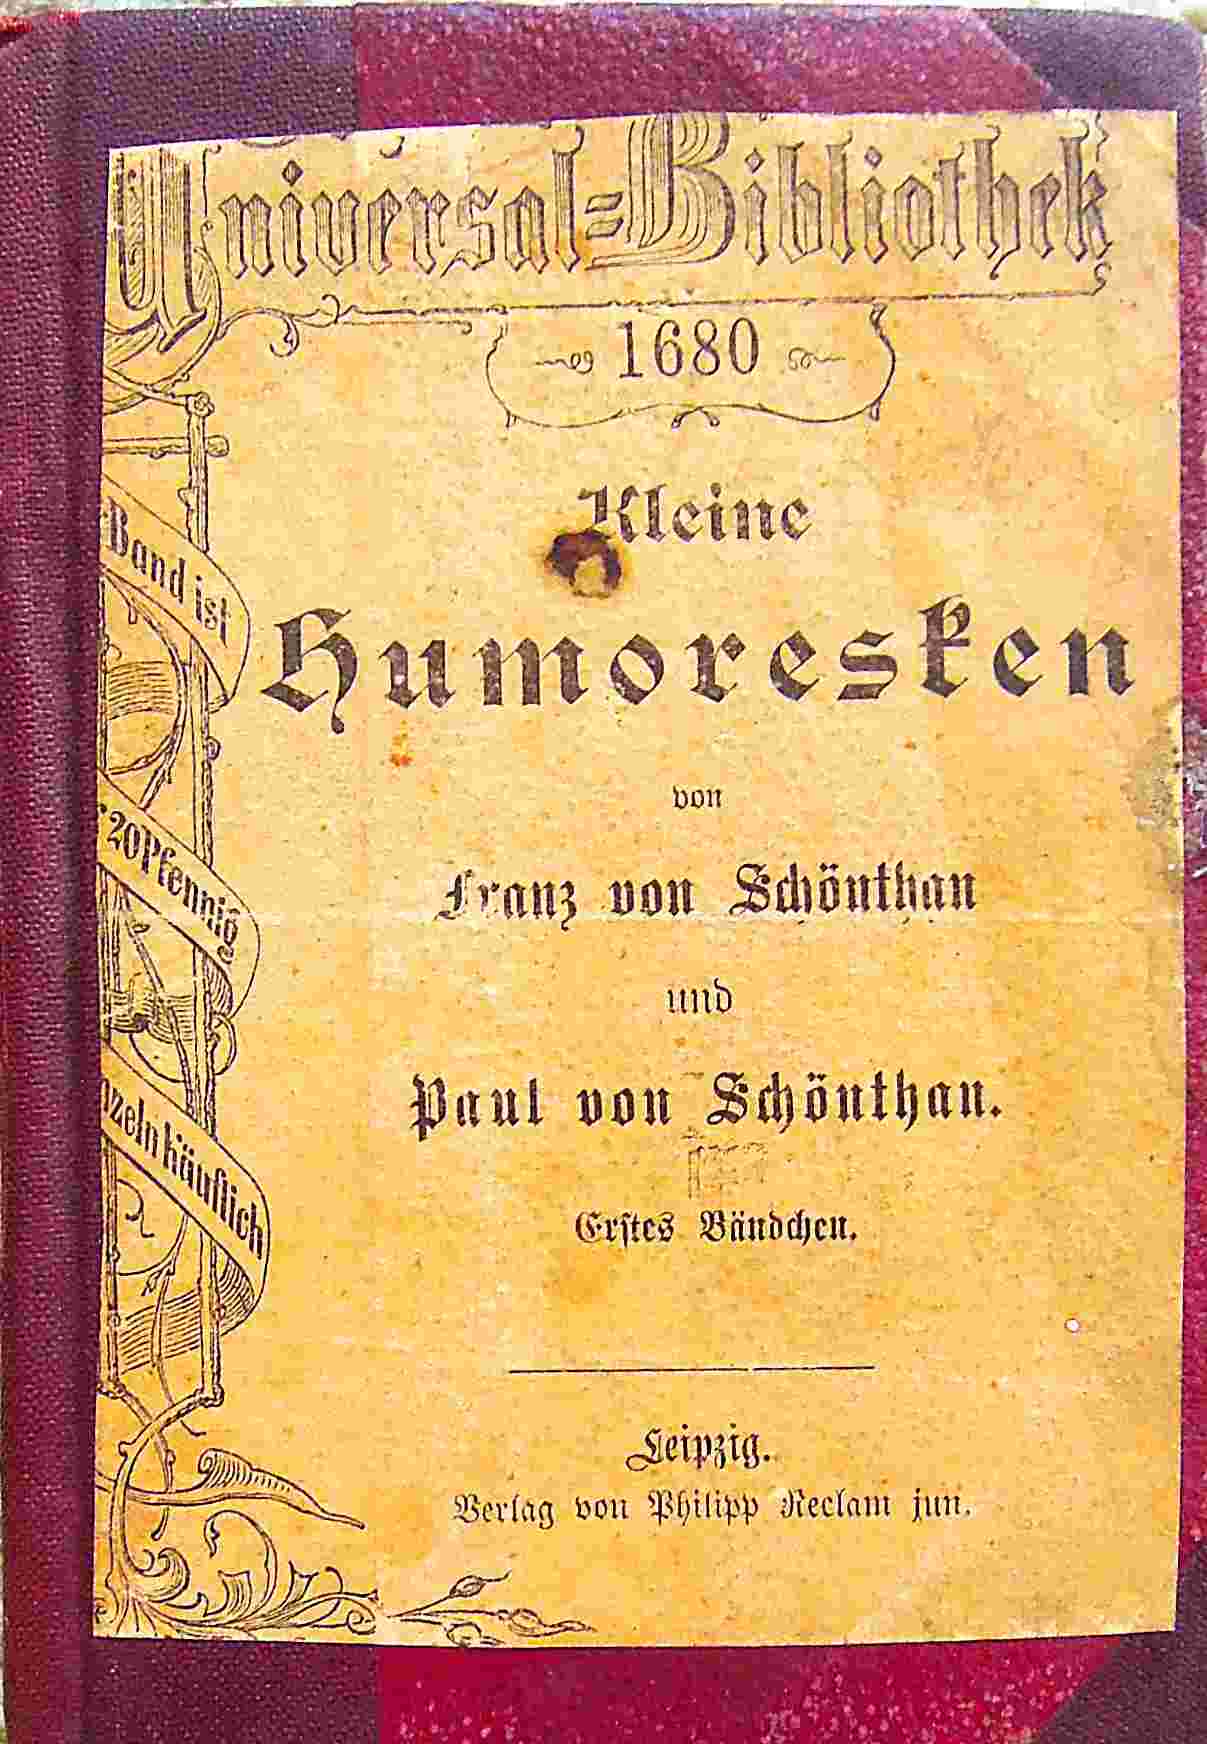 Universal-Bibliothek
1680
Kleine
Humoresken
von
Franz von Schönthan
und
Paul von Schönthan.
Erstes Bändchen.
Leipzig.
Verlag von Philipp Reclam jun.
Band ist
20 Pfennig
nzeln käuflich